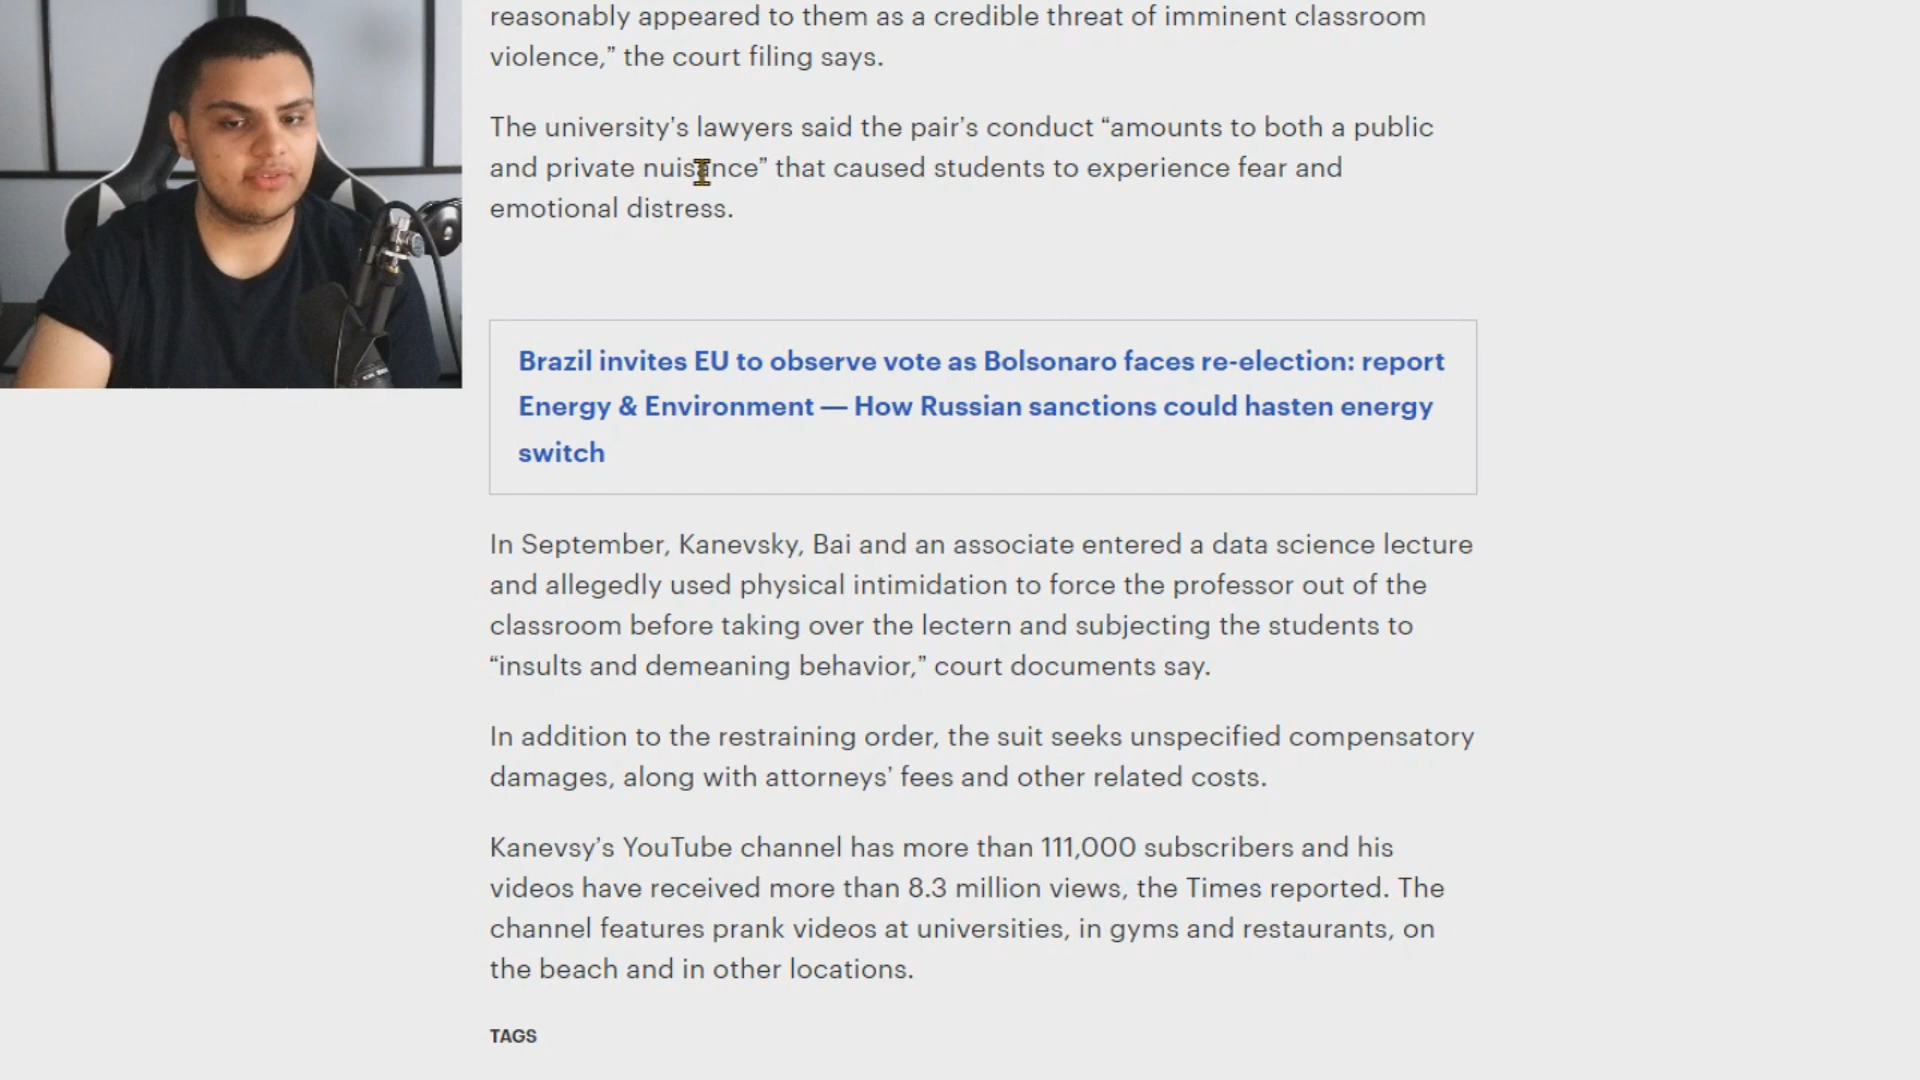 reasonably appeared to them as a credible threat of imminent classroom
violence,” the court filing says.
The university’s lawyers said the pair’s conduct “amounts to both a public
and private nuisance” that caused students to experience fear and
emotional distress.
Brazil invites EU to observe vote as Bolsonaro faces re-election: report
Energy & Environment — How Russian sanctions could hasten energy
switch
In September, Kanevsky, Bai and an associate entered a data science lecture
and allegedly used physical intimidation to force the professor out of the
classroom before taking over the lectern and subjecting the students to
“insults and demeaning behavior,” court documents say.
In addition to the restraining order, the suit seeks unspecified compensatory
damages, along with attorneys’ fees and other related costs.
Kanevsy’s YouTube channel has more than 111,000 subscribers and his
videos have received more than 8.3 million views, the Times reported. The
channel features prank videos at universities, in gyms and restaurants, on
the beach and in other locations.
TAGS